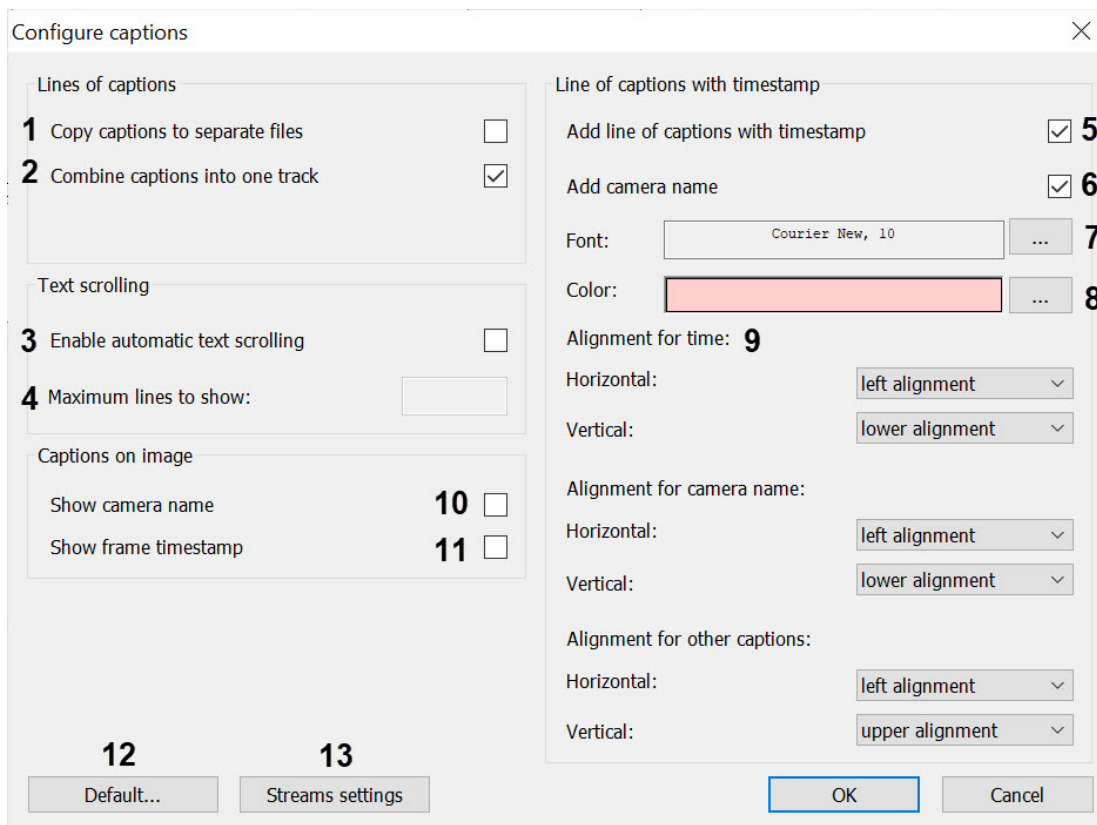 Configure captions
Lines of captions
1 Copy captions to separate files
2 Combine captions into one track
Text scrolling
3 Enable automatic text scrolling
4 Maximum lines to show:
Captions on image
Show camera name 10
Show frame timestamp 11
12
Default...
13
Streams settings
Line of captions with timestamp
Add line of captions with timestamp 5
Add camera name 6
Font: Courier New, 10 ... 7
Color: ... 8
Alignment for time: 9
Horizontal: left alignment
Vertical: lower alignment
Alignment for camera name:
Horizontal: left alignment
Vertical: lower alignment
Alignment for other captions:
Horizontal: left alignment
Vertical: upper alignment
OK
Cancel